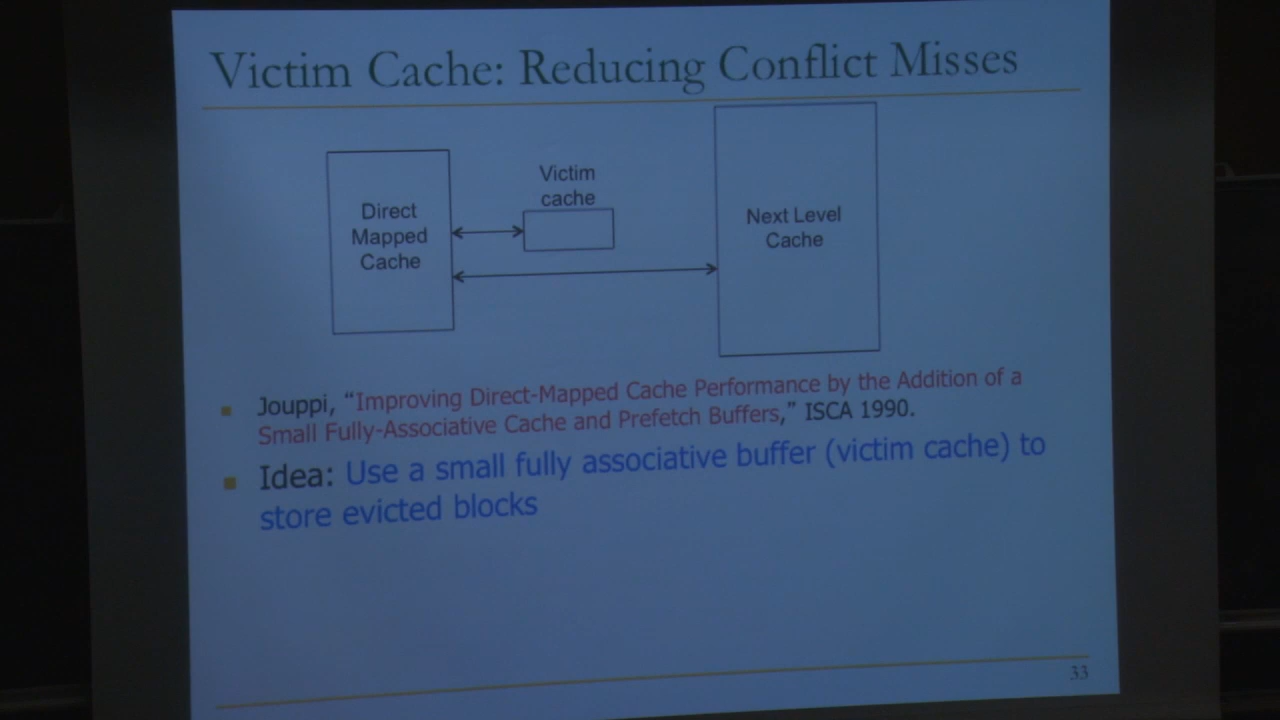 Victim Cache: Reducing Conflict Misses
Victim
cache
Direct
Mapped
Cache
Next Level
Cache
Jouppi, “Improving Direct-Mapped Cache Performance by the Addition of a
Small Fully-Associative Cache and Prefetch Buffers,” ISCA 1990.
Idea: Use a small fully associative buffer (victim cache) to
store evicted blocks
33